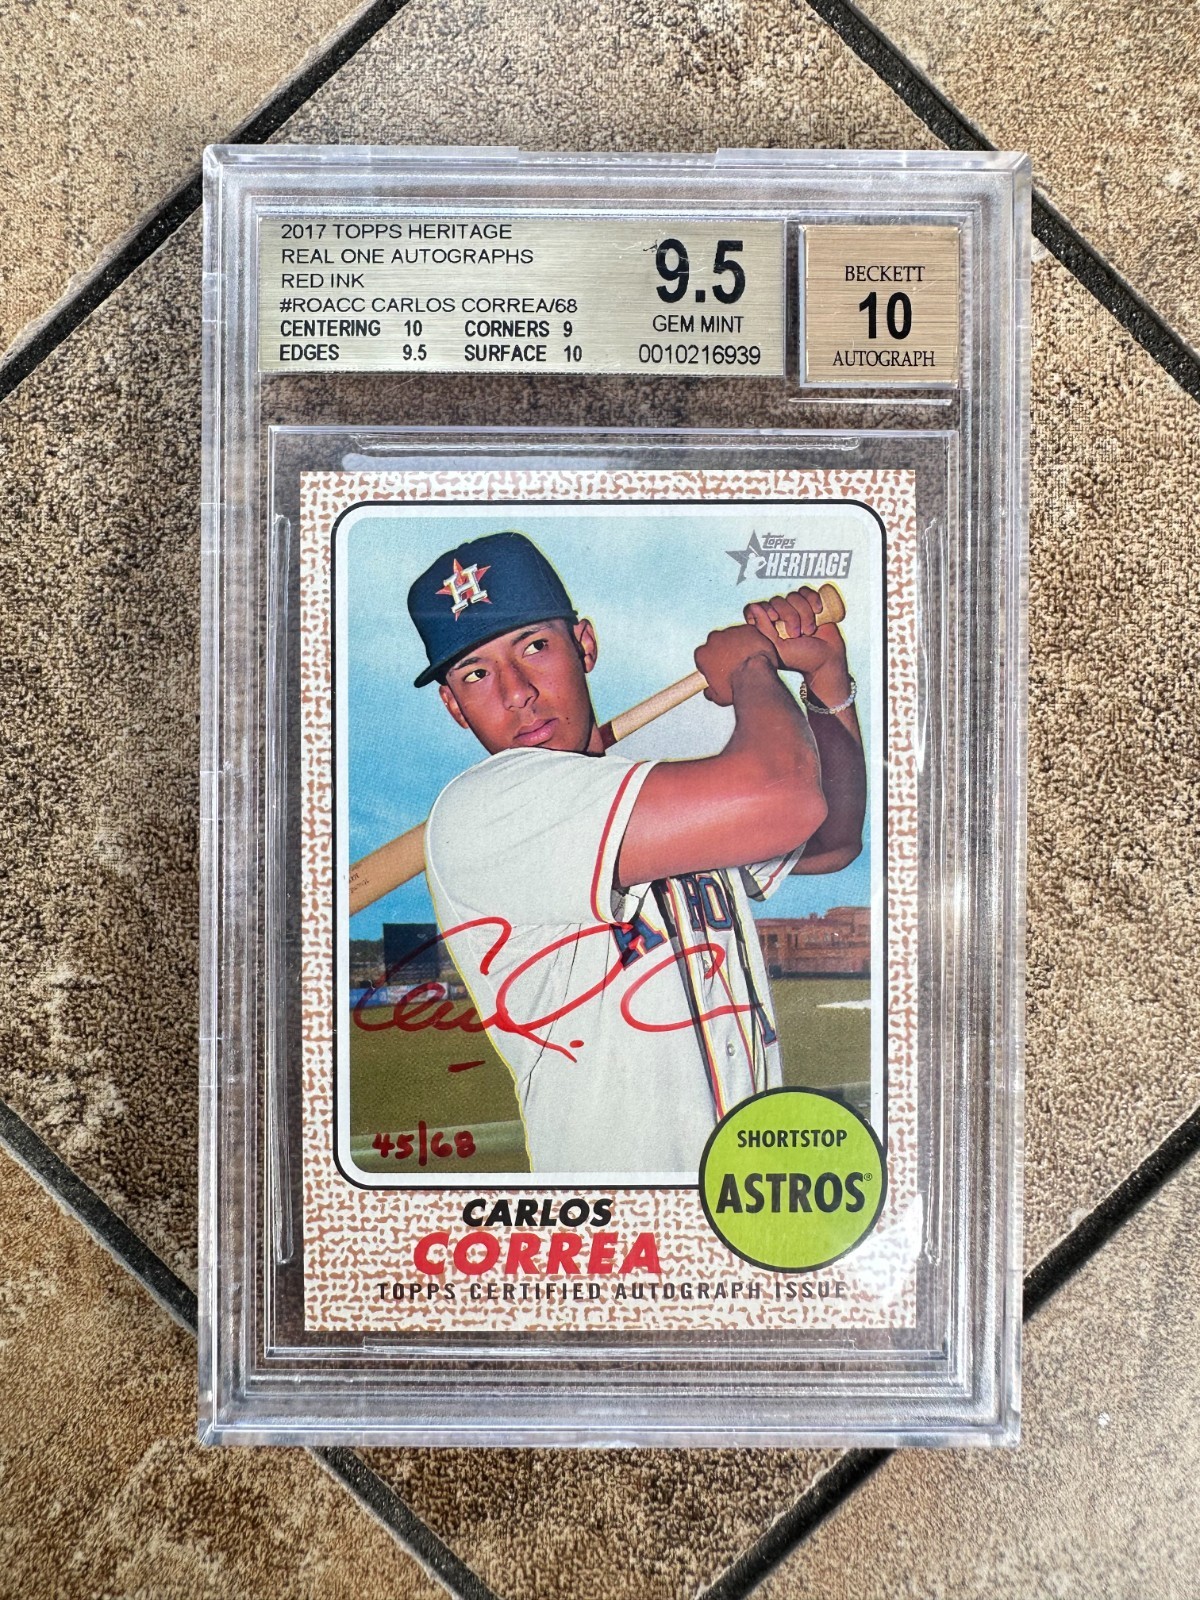 2017 TOPPS HERITAGE
REAL ONE AUTOGRAPHS
RED INK
#ROACC CARLOS CORREA/68
CENTERING 10 CORNERS 9
EDGES 9.5 SURFACE 10
9.5
GEM MINT
0010216939
BECKETT
10
AUTOGRAPH
topps
HERITAGE
H
45/68
SHORTSTOP
ASTROS®
CARLOS
CORREA
TOPPS CERTIFIED AUTOGRAPH ISSUE